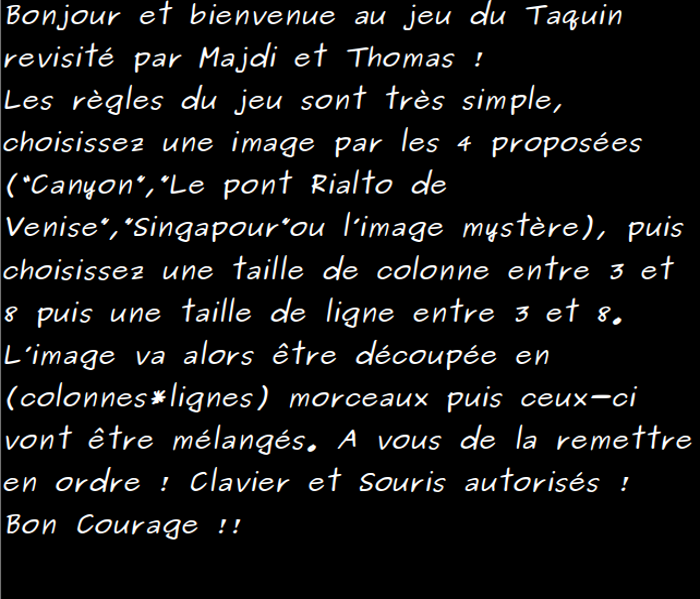 Bonjour et bienvenue au jeu du Taquin
revisité par Majdi et Thomas !
Les règles du jeu sont très simple,
choisissez une image par les 4 proposées
("Canyon","Le pont Rialto de
Venise","Singapour"ou l'image mystère), puis
choisissez une taille de colonne entre 3 et
8 puis une taille de ligne entre 3 et 8.
L'image va alors être découpée en
(colonnes*lignes) morceaux puis ceux-ci
vont être mélangés. A vous de la remettre
en ordre ! Clavier et Souris autorisés !
Bon Courage !!